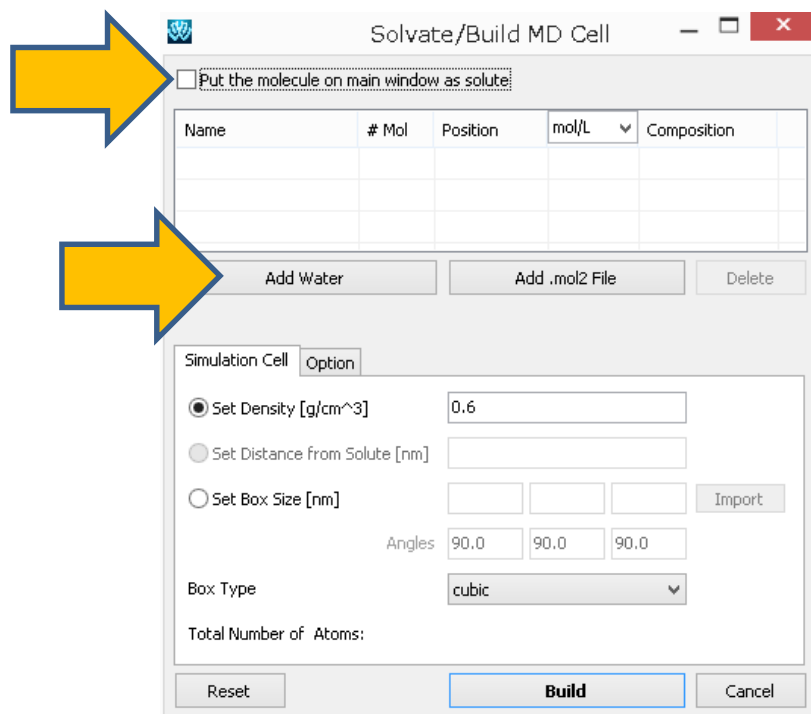 Solvate/Build MD Cell
Put the molecule on main window as solute
Name # Mol Position mol/L Composition
Add Water Add .mol2 File Delete
Simulation Cell Option
Set Density [g/cm^3] 0.6
Set Distance from Solute [nm]
Set Box Size [nm] Import
Angles 90.0 90.0 90.0
Box Type cubic
Total Number of Atoms:
Reset Build Cancel